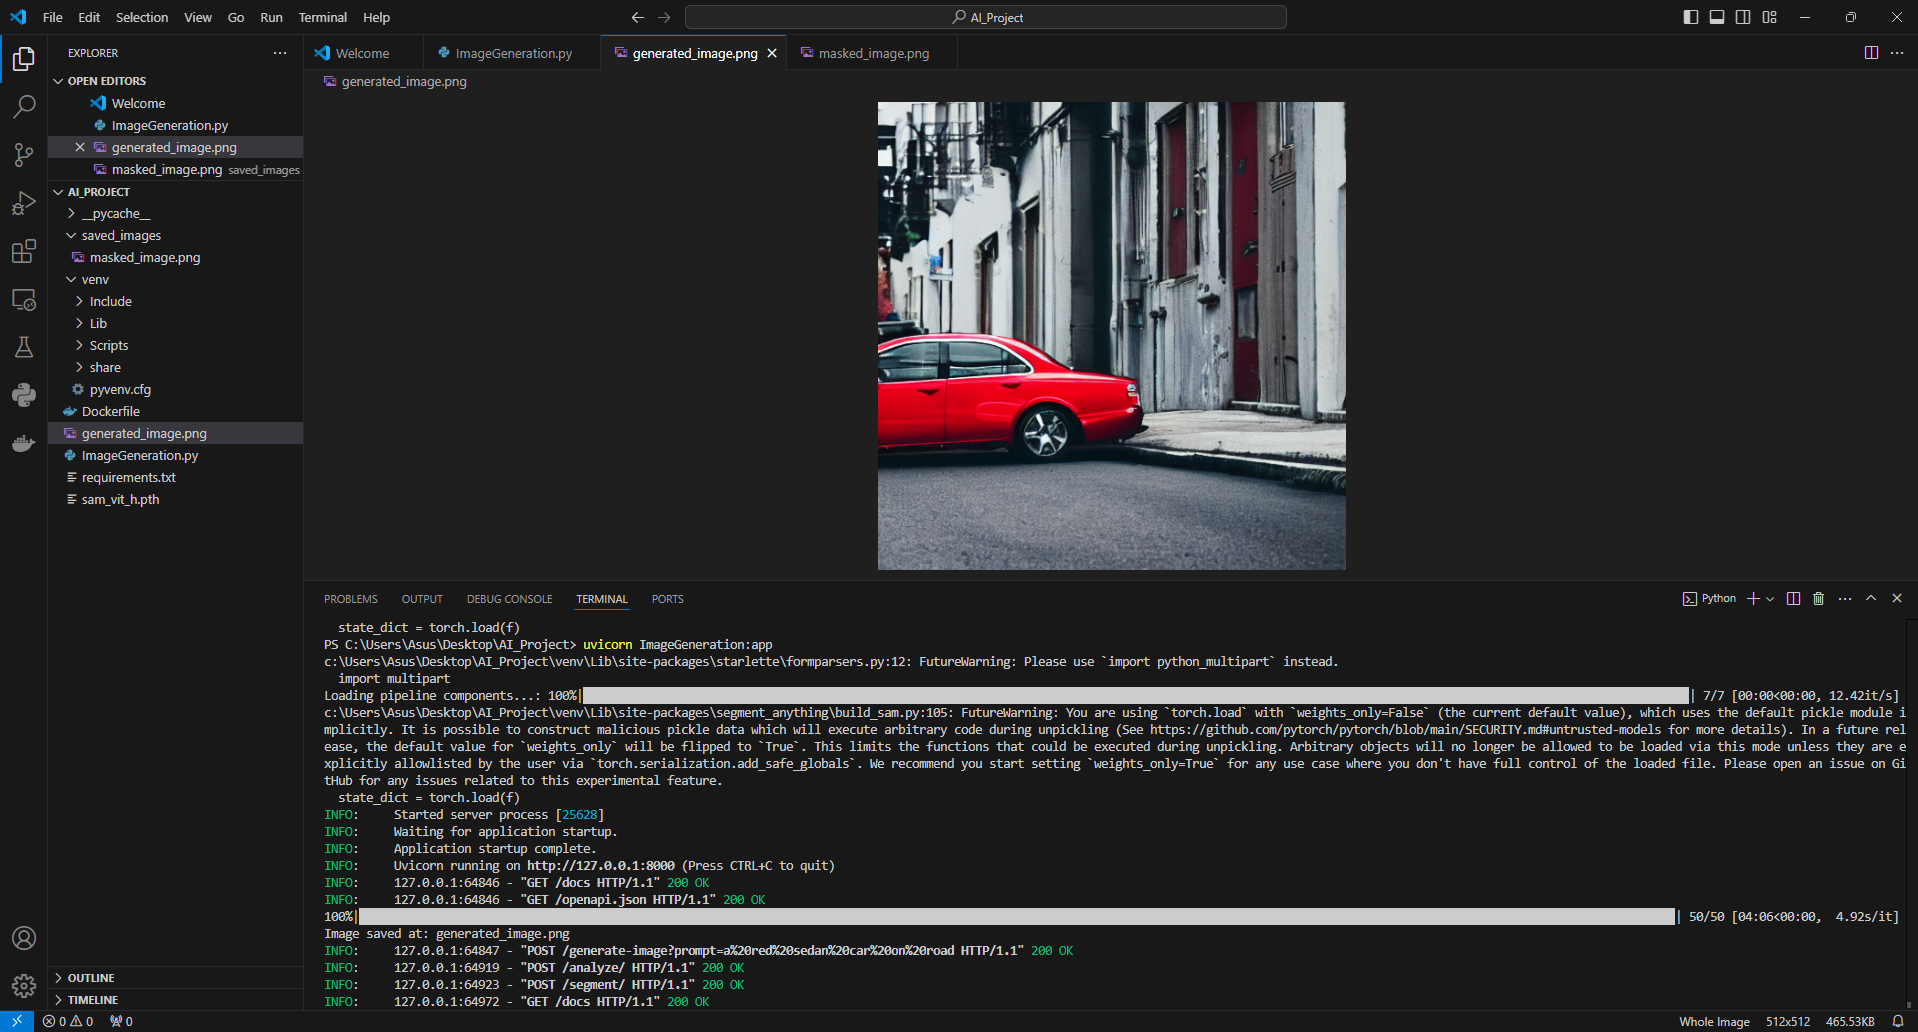 File Edit Selection View Go Run Terminal Help
AI_Project
EXPLORER
OPEN EDITORS
Welcome
ImageGeneration.py
generated_image.png
masked_image.png saved_images
AI_PROJECT
__pycache__
saved_images
masked_image.png
venv
Include
Lib
Scripts
share
pyvenv.cfg
Dockerfile
generated_image.png
ImageGeneration.py
requirements.txt
sam_vit_h.pth
OUTLINE
TIMELINE
Welcome ImageGeneration.py generated_image.png masked_image.png
generated_image.png
PROBLEMS OUTPUT DEBUG CONSOLE TERMINAL PORTS
Python
state_dict = torch.load(f)
PS C:\Users\Asus\Desktop\AI_Project> uvicorn ImageGeneration:app
c:\Users\Asus\Desktop\AI_Project\venv\Lib\site-packages\starlette\formparsers.py:12: FutureWarning: Please use `import python_multipart` instead.
import multipart
Loading pipeline components...: 100%| | 7/7 [00:00<00:00, 12.42it/s]
c:\Users\Asus\Desktop\AI_Project\venv\Lib\site-packages\segment_anything\build_sam.py:105: FutureWarning: You are using `torch.load` with `weights_only=False` (the current default value), which uses the default pickle module i
mplicitly. It is possible to construct malicious pickle data which will execute arbitrary code during unpickling (See https://github.com/pytorch/pytorch/blob/main/SECURITY.md#untrusted-models for more details). In a future rel
ease, the default value for `weights_only` will be flipped to `True`. This limits the functions that could be executed during unpickling. Arbitrary objects will no longer be allowed to be loaded via this mode unless they are e
xplicitly allowlisted by the user via `torch.serialization.add_safe_globals`. We recommend you start setting `weights_only=True` for any use case where you don't have full control of the loaded file. Please open an issue on Gi
tHub for any issues related to this experimental feature.
state_dict = torch.load(f)
INFO: Started server process [25628]
INFO: Waiting for application startup.
INFO: Application startup complete.
INFO: Uvicorn running on http://127.0.0.1:8000 (Press CTRL+C to quit)
INFO: 127.0.0.1:64846 - "GET /docs HTTP/1.1" 200 OK
INFO: 127.0.0.1:64846 - "GET /openapi.json HTTP/1.1" 200 OK
100%| | 50/50 [04:06<00:00, 4.92s/it]
Image saved at: generated_image.png
INFO: 127.0.0.1:64847 - "POST /generate-image?prompt=a%20red%20sedan%20car%20on%20road HTTP/1.1" 200 OK
INFO: 127.0.0.1:64919 - "POST /analyze/ HTTP/1.1" 200 OK
INFO: 127.0.0.1:64923 - "POST /segment/ HTTP/1.1" 200 OK
INFO: 127.0.0.1:64972 - "GET /docs HTTP/1.1" 200 OK
0 0 0 Whole Image 512x512 465.53KB